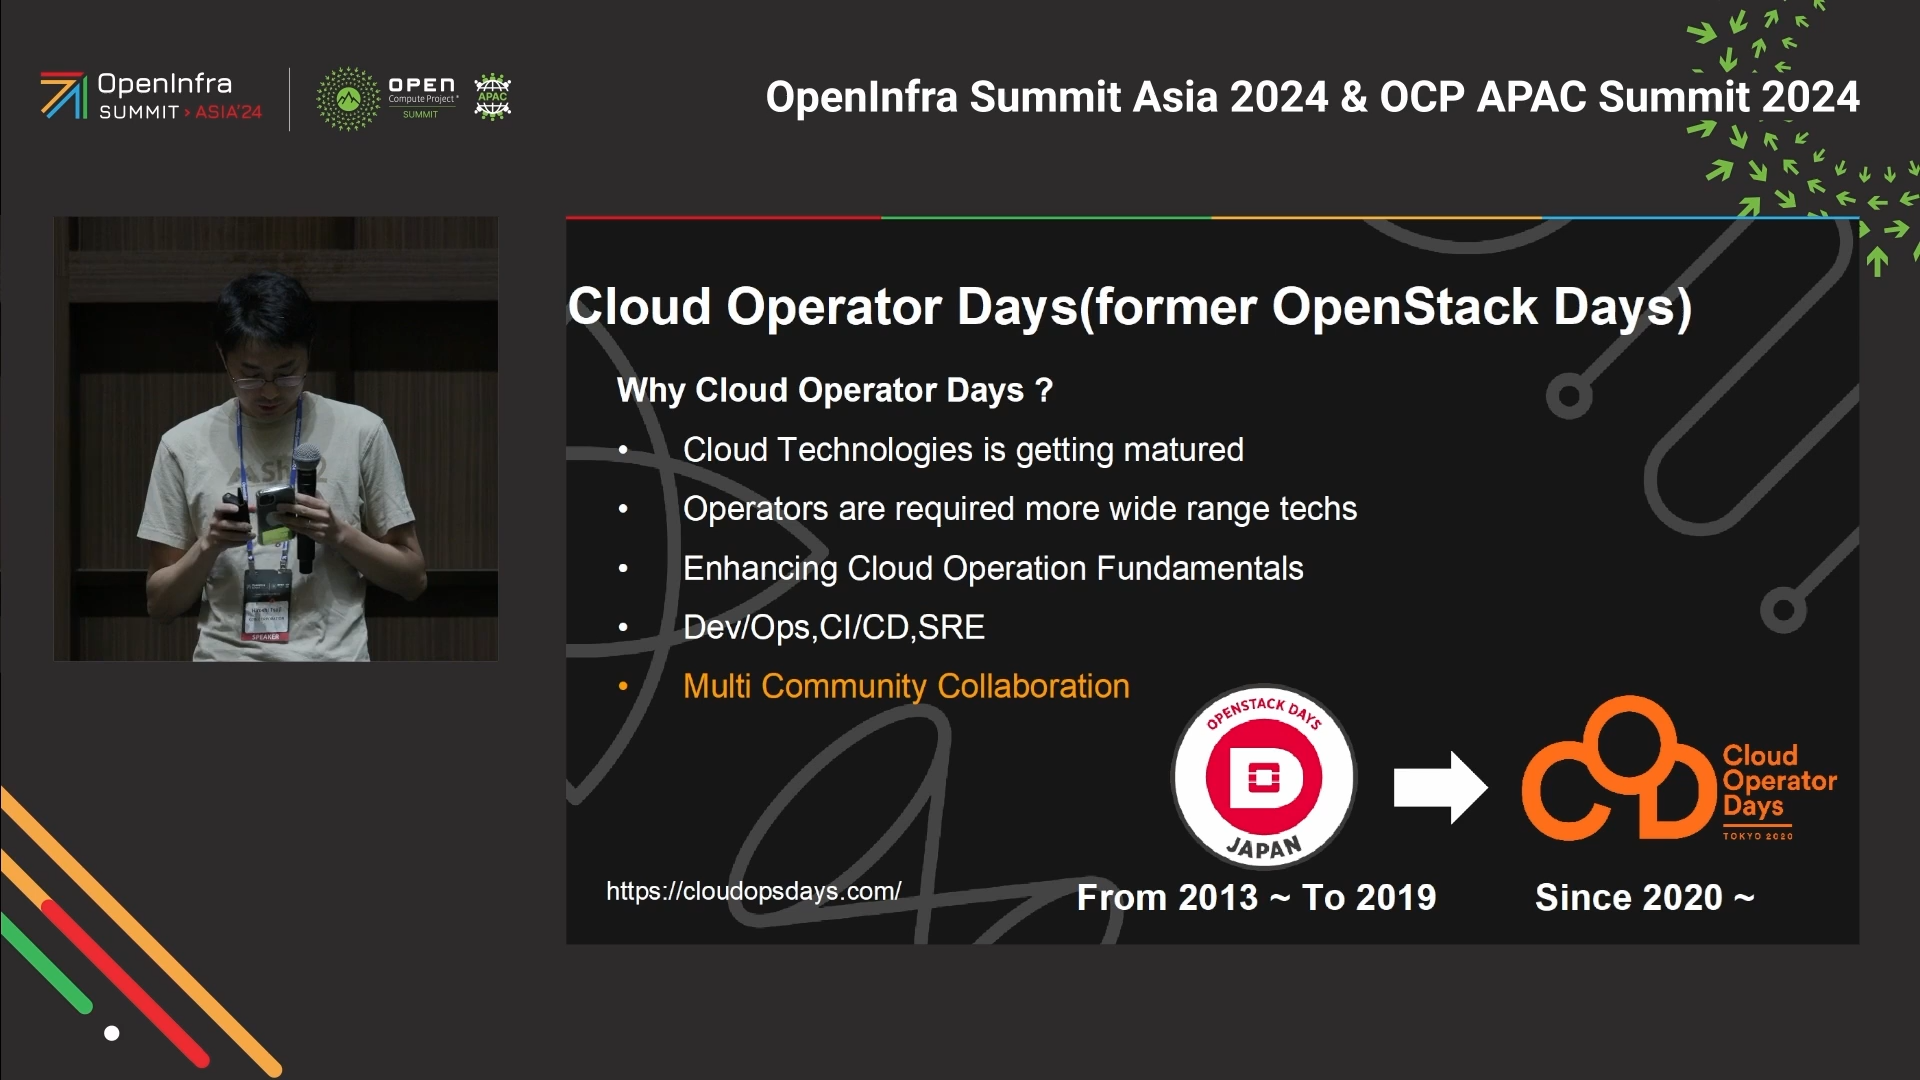 OpenInfra
SUMMIT > ASIA'24
OPEN
Compute Project®
SUMMIT
APAC
OpenInfra Summit Asia 2024 & OCP APAC Summit 2024
SPEAKER
Cloud Operator Days(former OpenStack Days)
Why Cloud Operator Days ?
• Cloud Technologies is getting matured
• Operators are required more wide range techs
• Enhancing Cloud Operation Fundamentals
• Dev/Ops,CI/CD,SRE
• Multi Community Collaboration
OPENSTACK DAYS
JAPAN
Cloud
Operator
Days
TOKYO 2020
https://cloudopsdays.com/
From 2013 ~ To 2019
Since 2020 ~